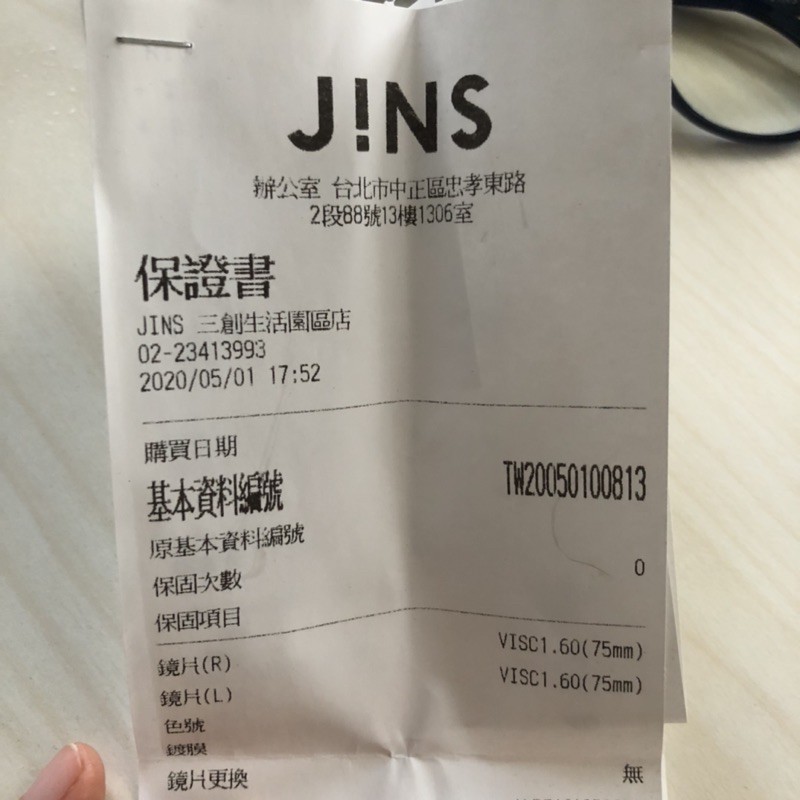 J!NS
辦公室 台北市中正區忠孝東路
2段88號13樓1306室
保證書
JINS 三創生活園區店
02-23413993
2020/05/01 17:52
購買日期
基本資料編號 TW20050100813
原基本資料編號
保固次數 0
保固項目
鏡片(R) VISC1.60(75mm)
鏡片(L) VISC1.60(75mm)
色號
鍍膜
鏡片更換 無